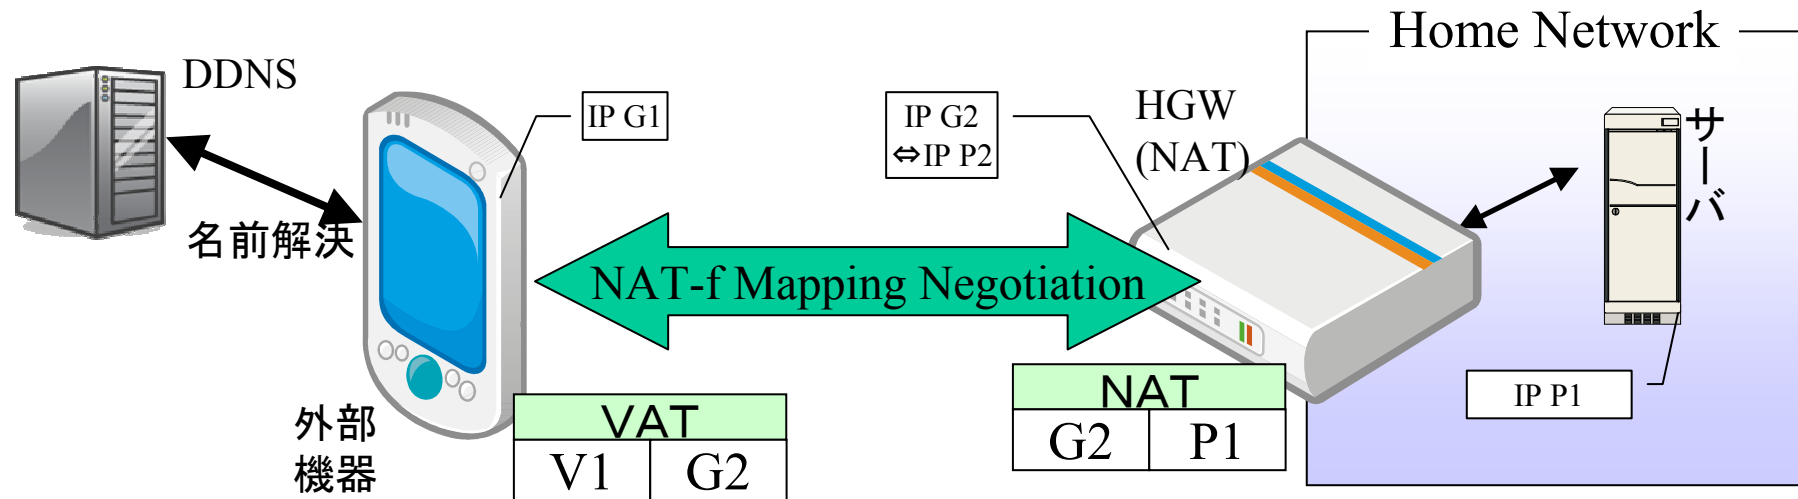 Home Network
DDNS
IP G1
IP G2
⇔IP P2
HGW
(NAT)
サーバ
名前解決
NAT-f Mapping Negotiation
IP P1
外部
機器
VAT
V1 G2
NAT
G2 P1